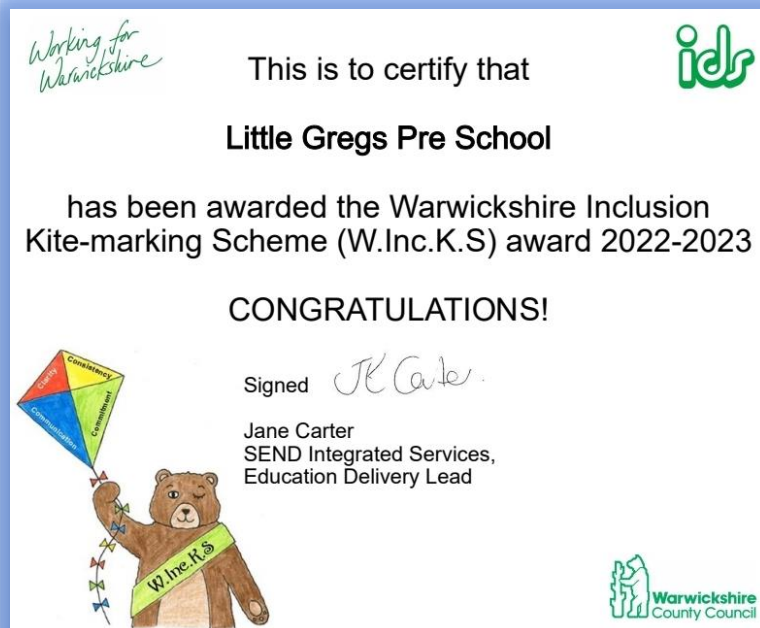 Working for
Warwickshire
ids
This is to certify that
Little Gregs Pre School
has been awarded the Warwickshire Inclusion
Kite-marking Scheme (W.Inc.K.S) award 2022-2023
CONGRATULATIONS!
Clarity
Consistency
Communication
Commitment
Signed JK Carter.
Jane Carter
SEND Integrated Services,
Education Delivery Lead
W.Inc.K.S
Warwickshire
County Council